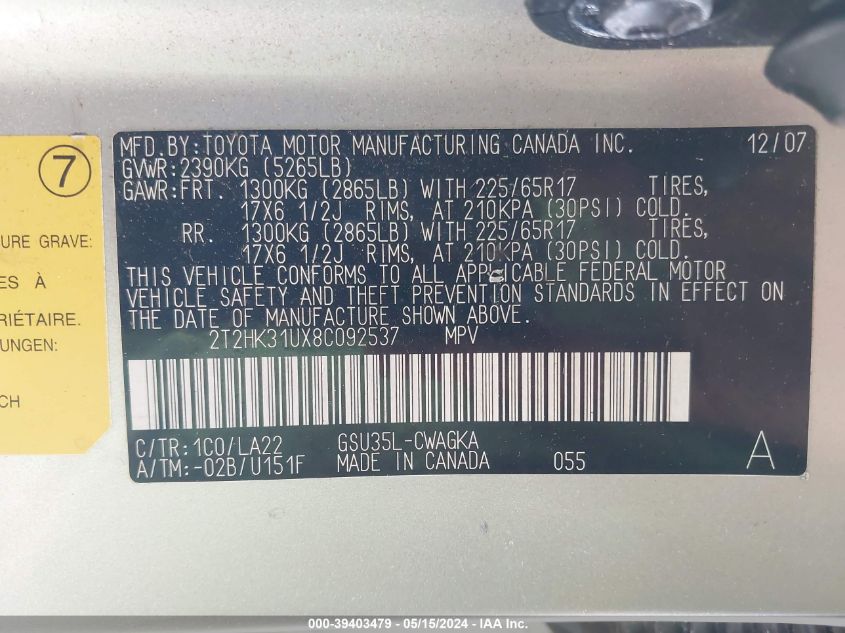 7
URE GRAVE:
ES À
RIÉTAIRE.
UNGEN:
CH
MFD.BY:TOYOTA MOTOR MANUFACTURING CANADA INC. 12/07
GVWR:2390KG (5265LB)
GAWR:FRT. 1300KG (2865LB) WITH 225/65R17 TIRES,
17X6 1/2J RIMS, AT 210KPA (30PSI) COLD.
RR. 1300KG (2865LB) WITH 225/65R17 TIRES,
17X6 1/2J RIMS, AT 210KPA (30PSI) COLD.
THIS VEHICLE CONFORMS TO ALL APPLICABLE FEDERAL MOTOR
VEHICLE SAFETY AND THEFT PREVENTION STANDARDS IN EFFECT ON
THE DATE OF MANUFACTURE SHOWN ABOVE.
2T2HK31UX8C092537 MPV
C/TR:1C0/LA22 GSU35L-CWAGKA
A/TM:-02B/U151F MADE IN CANADA 055 A
000-39403479 - 05/15/2024 - IAA Inc.